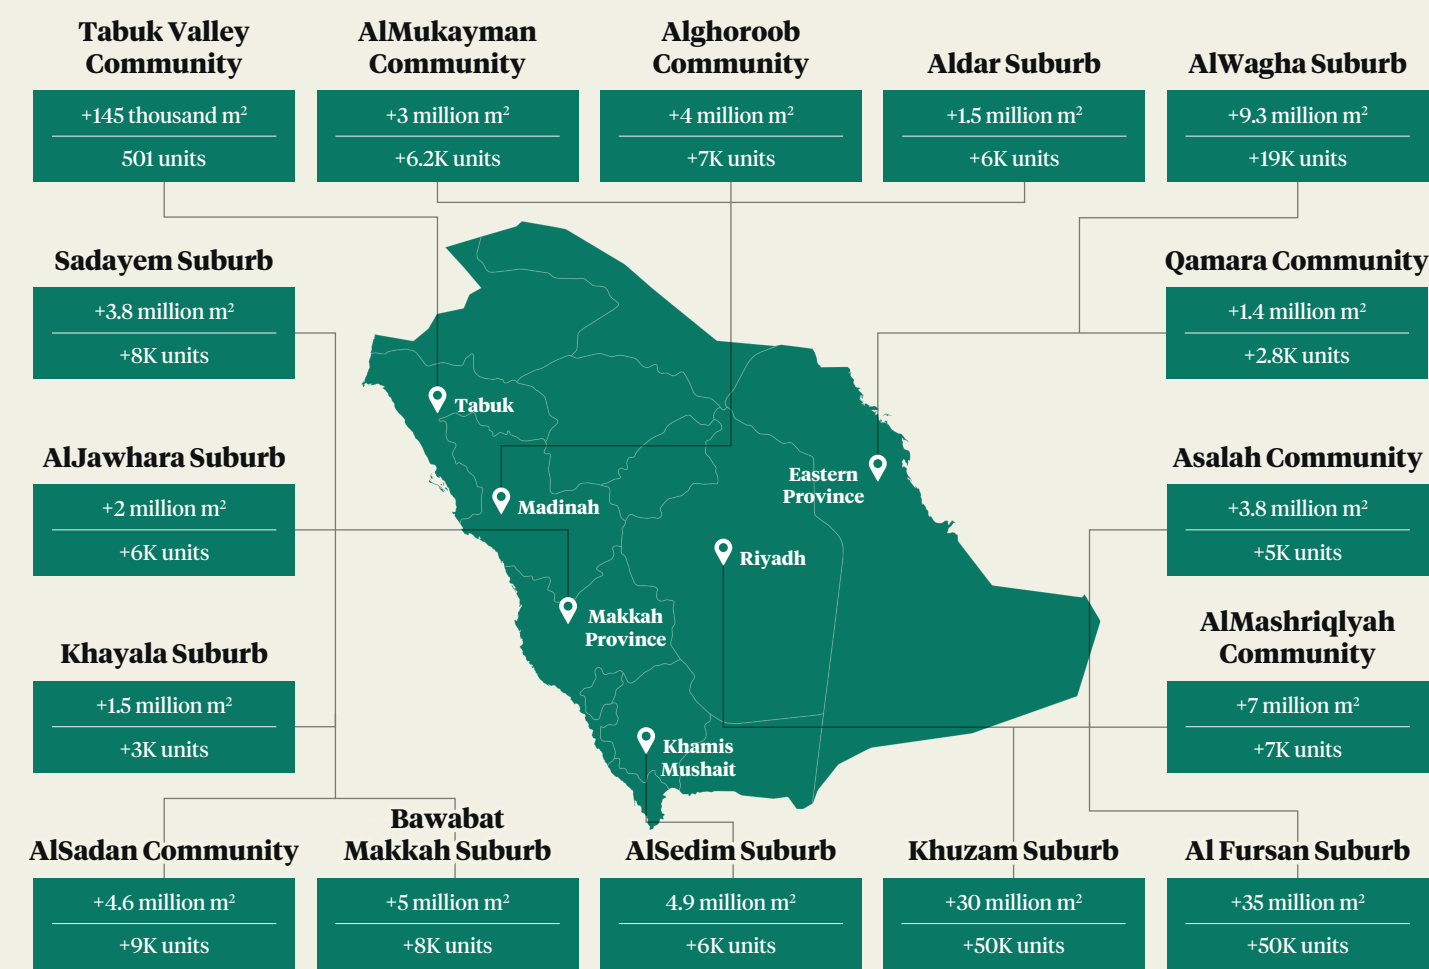 Tabuk Valley
Community
+145 thousand m²
501 units
AlMukayman
Community
+3 million m²
+6.2K units
Alghoroob
Community
+4 million m²
+7K units
Aldar Suburb
+1.5 million m²
+6K units
AlWagha Suburb
+9.3 million m²
+19K units
Sadayem Suburb
+3.8 million m²
+8K units
Qamara Community
+1.4 million m²
+2.8K units
AlJawhara Suburb
+2 million m²
+6K units
Asalah Community
+3.8 million m²
+5K units
Khayala Suburb
+1.5 million m²
+3K units
AlMashriqlyah
Community
+7 million m²
+7K units
Tabuk
Madinah
Eastern
Province
Riyadh
Makkah
Province
Khamis
Mushait
AlSadan Community
+4.6 million m²
+9K units
Bawabat
Makkah Suburb
+5 million m²
+8K units
AlSedim Suburb
4.9 million m²
+6K units
Khuzam Suburb
+30 million m²
+50K units
Al Fursan Suburb
+35 million m²
+50K units